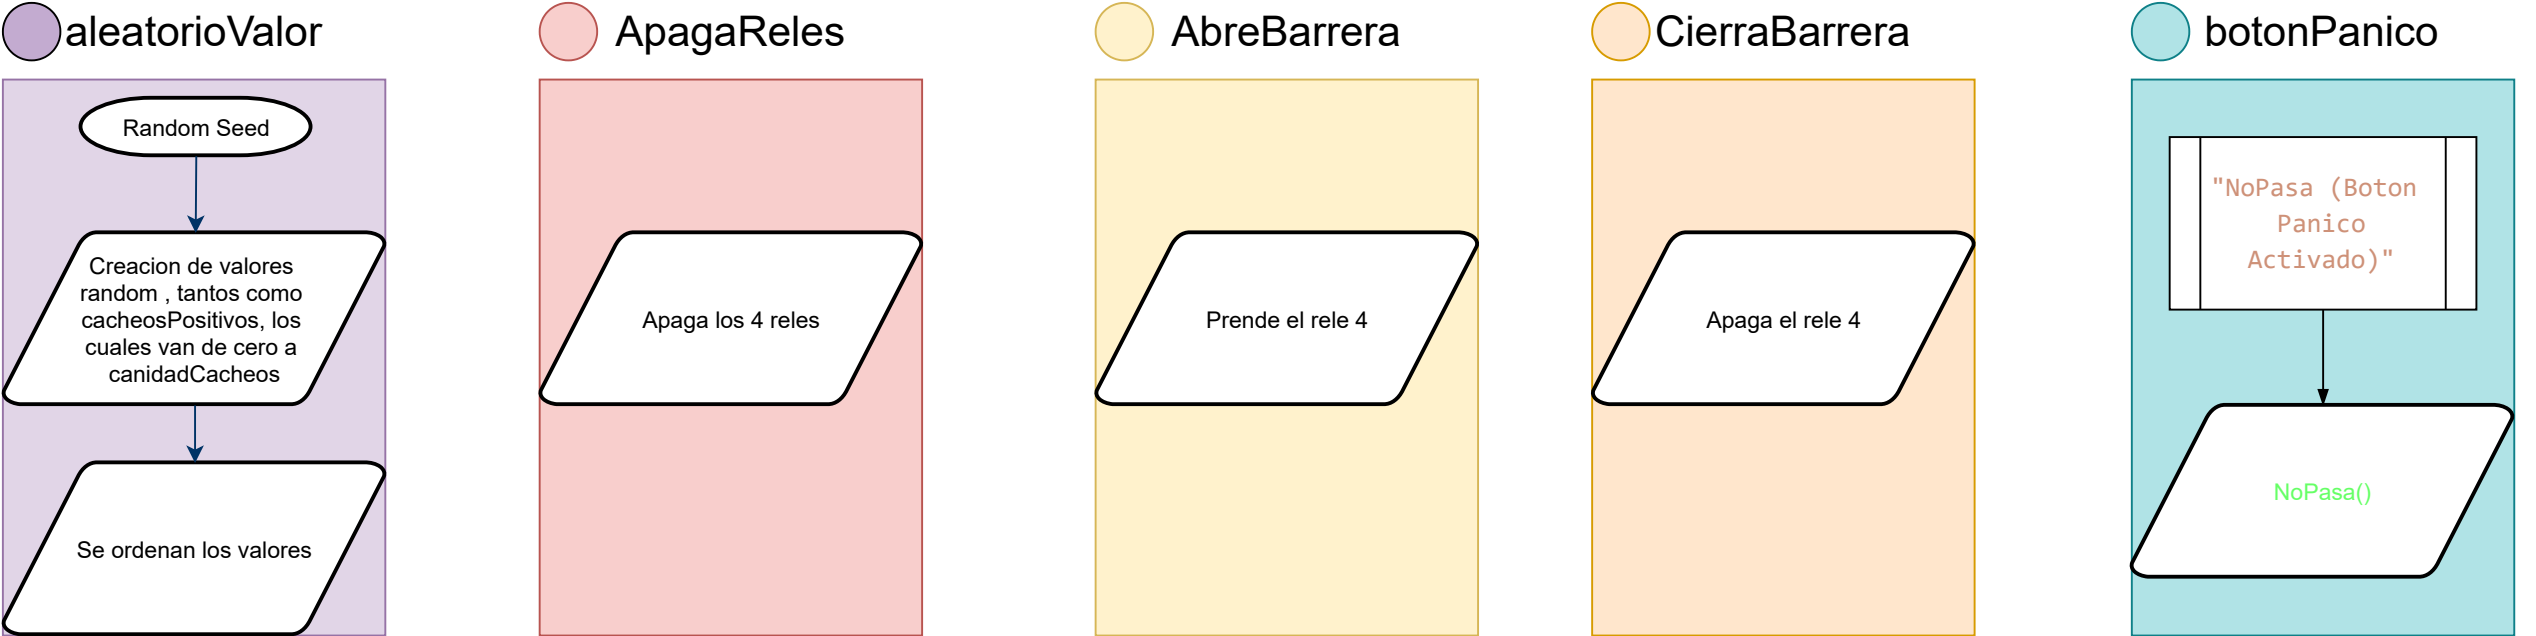 aleatorioValor
Random Seed
Creacion de valores
random , tantos como
cacheosPositivos, los
cuales van de cero a
canidadCacheos
Se ordenan los valores
ApagaReles
Apaga los 4 reles
AbreBarrera
Prende el rele 4
CierraBarrera
Apaga el rele 4
botonPanico
"NoPasa (Boton
Panico
Activado)"
NoPasa()